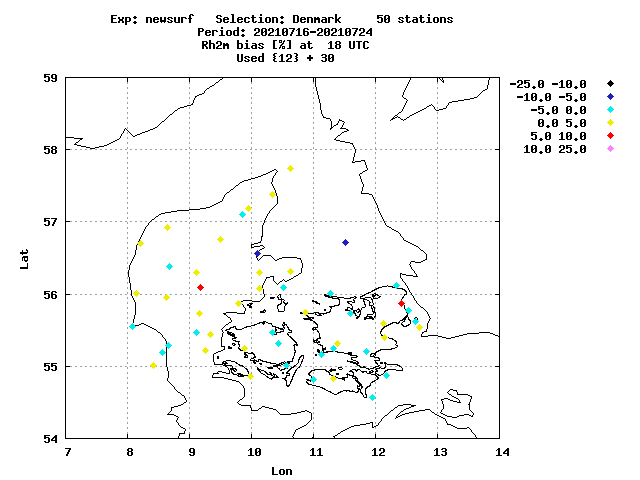 Exp: newsurf Selection: Denmark 50 stations
Period: 20210716-20210724
Rh2m bias [%] at 18 UTC
Used {12} + 30
-25.0 -10.0
-10.0 -5.0
-5.0 0.0
0.0 5.0
5.0 10.0
10.0 25.0
59
58
57
56
55
54
Lat
7 8 9 10 11 12 13 14
Lon